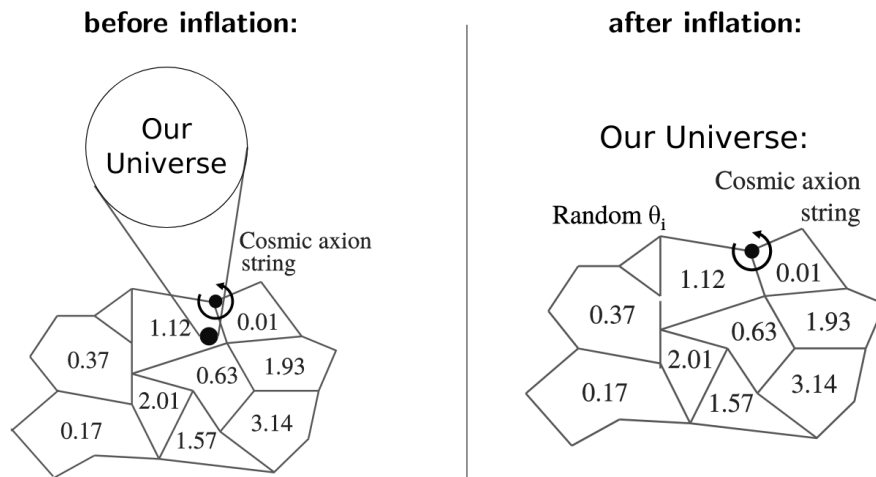 before inflation:
Our
Universe
Cosmic axion
string
1.12
0.01
0.37
0.63
1.93
2.01
0.17
1.57
3.14
after inflation:
Our Universe:
Cosmic axion
string
Random θi
1.12
0.01
0.37
0.63
1.93
2.01
3.14
0.17
1.57